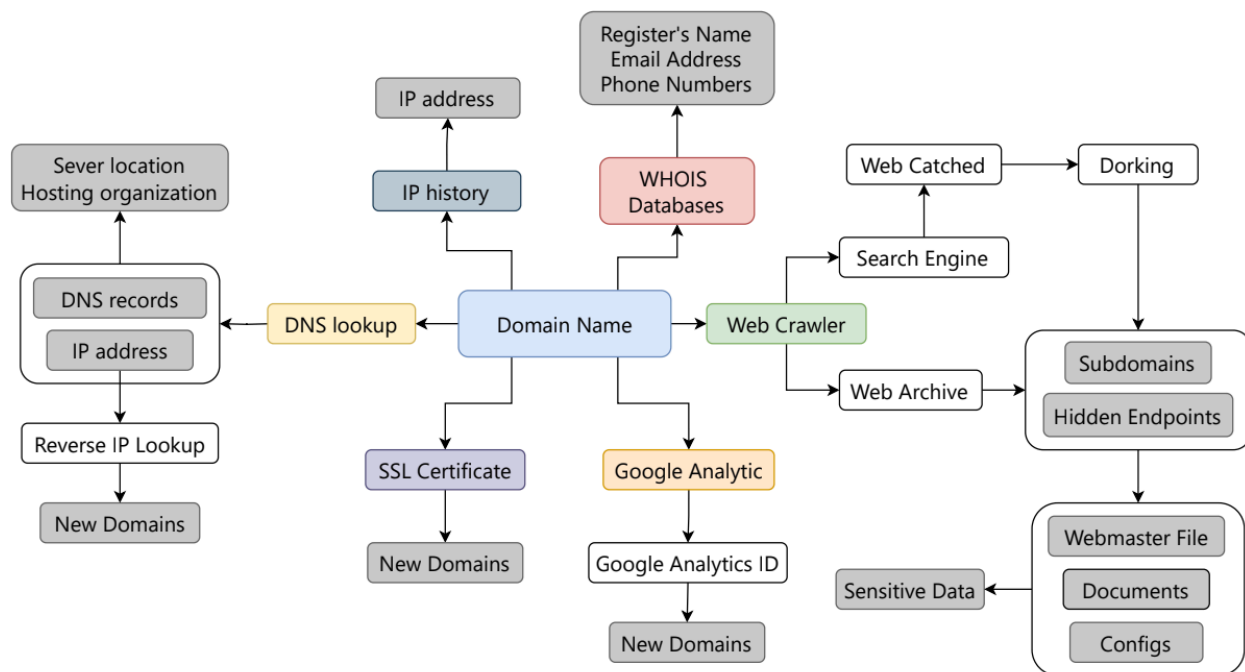 Register's Name
Email Address
Phone Numbers
IP address
Sever location
Hosting organization
IP history
WHOIS
Databases
Web Catched
Dorking
Search Engine
DNS records
IP address
DNS lookup
Domain Name
Web Crawler
Web Archive
Subdomains
Hidden Endpoints
Reverse IP Lookup
SSL Certificate
Google Analytic
New Domains
New Domains
Google Analytics ID
Webmaster File
Sensitive Data
Documents
New Domains
Configs